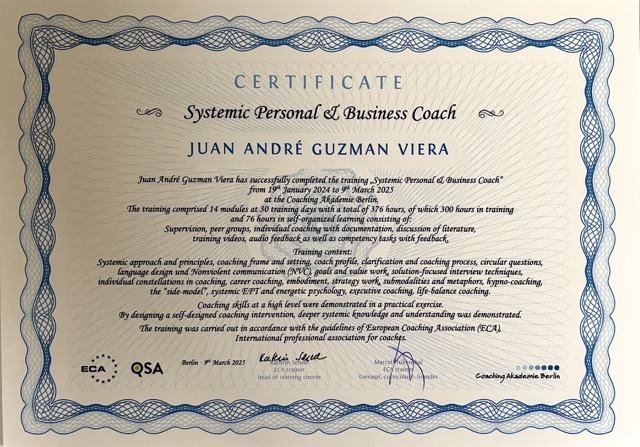 CERTIFICATE
Systemic Personal & Business Coach
JUAN ANDRÉ GUZMAN VIERA
Juan André Guzman Viera has successfully completed the training „Systemic Personal & Business Coach"
from 19th January 2024 to 9th March 2025
at the Coaching Akademie Berlin.
The training comprised 14 modules at 30 training days with a total of 376 hours, of which 300 hours in training
and 76 hours in self-organized learning consisting of:
Supervision, peer groups, individual coaching with documentation, discussion of literature,
training videos, audio feedback as well as competency tasks with feedback.
Training content:
Systemic approach and principles, coaching frame and setting, coach profile, clarification and coaching process, circular questions,
language design und Nonviolent communication (NVC), goals and value work, solution-focused interview techniques,
individual constellations in coaching, career coaching, embodiment, strategy work, submodalities and metaphors, hypno-coaching,
the "side-model", systemic EFT and energetic psychology, executive coaching, life-balance coaching.
Coaching skills at a high level were demonstrated in a practical exercise.
By designing a self-designed coaching intervention, deeper systemic knowledge and understanding was demonstrated.
The training was carried out in accordance with the guidelines of European Coaching Association (ECA),
International professional association for coaches.
ECA
QSA
Berlin · 9th March 2025
ECA trainer
head of training course
ECA trainer
Concept, curriculum founder
Coaching Akademie Berlin